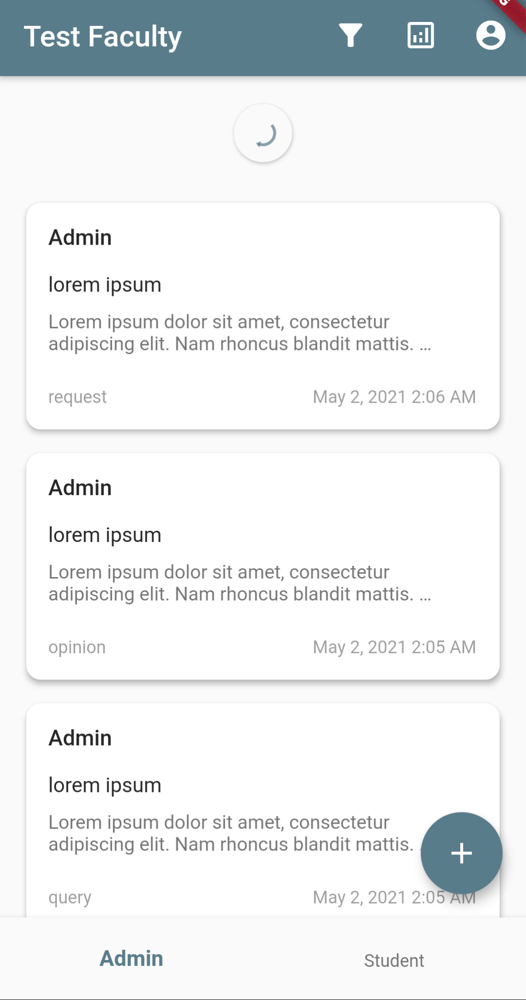 Test Faculty
Admin
lorem ipsum
Lorem ipsum dolor sit amet, consectetur
adipiscing elit. Nam rhoncus blandit mattis. ...
request
May 2, 2021 2:06 AM
Admin
lorem ipsum
Lorem ipsum dolor sit amet, consectetur
adipiscing elit. Nam rhoncus blandit mattis. ...
opinion
May 2, 2021 2:05 AM
Admin
lorem ipsum
Lorem ipsum dolor sit amet, consectetur
adipiscing elit. Nam rhoncus blandit mattis.
query
May 2, 2021 2:05 AM
Admin
Student